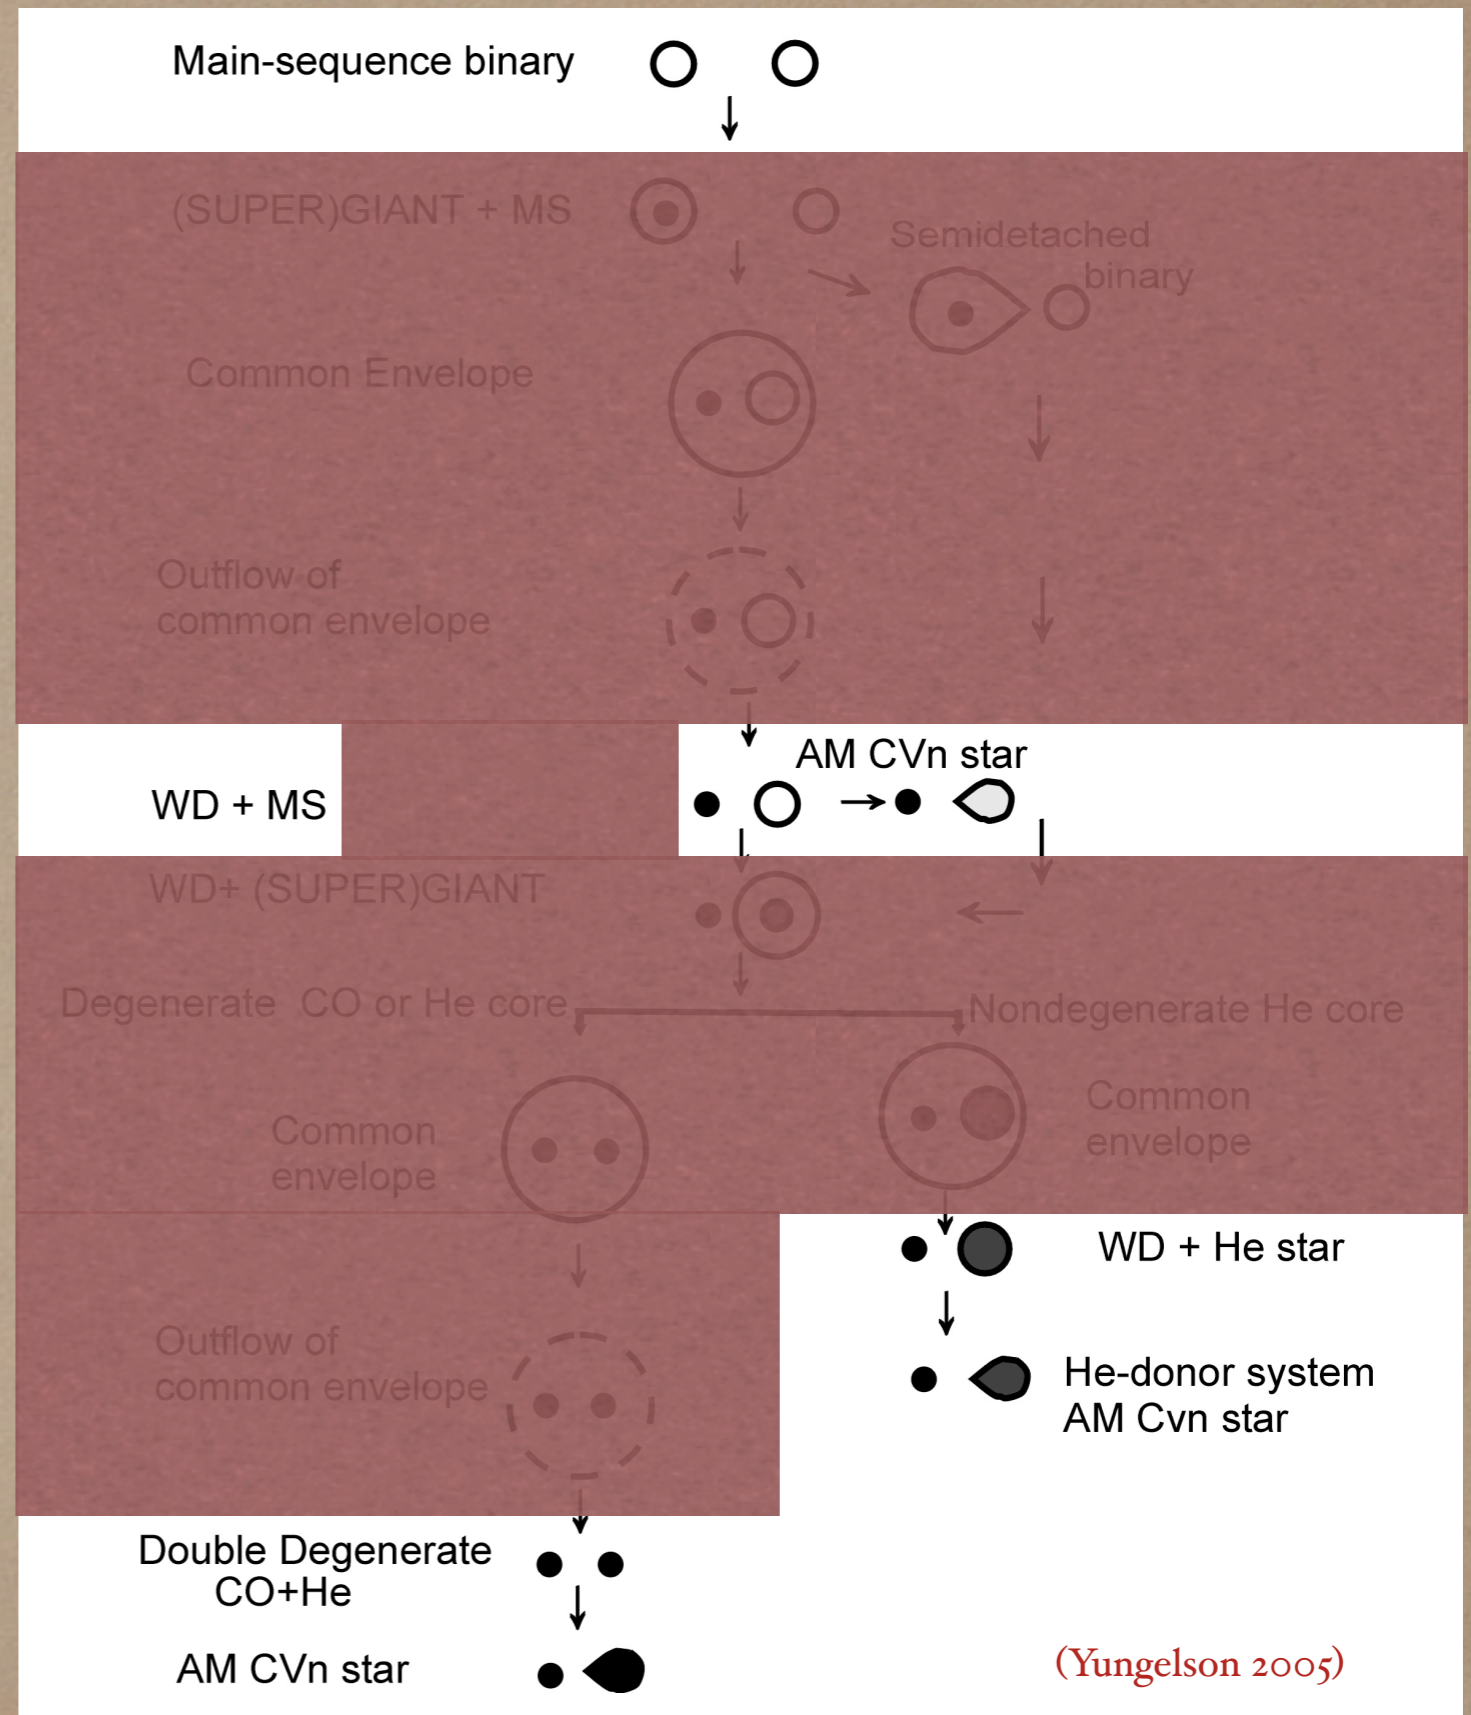 Main-sequence binary
(SUPER)GIANT + MS
Semidetached
binary
Common Envelope
Outflow of
common envelope
AM CVn star
WD + MS
WD+ (SUPER)GIANT
Degenerate CO or He core
Nondegenerate He core
Common
envelope
Common
envelope
WD + He star
Outflow of
common envelope
He-donor system
AM Cvn star
Double Degenerate
CO+He
AM CVn star
(Yungelson 2005)